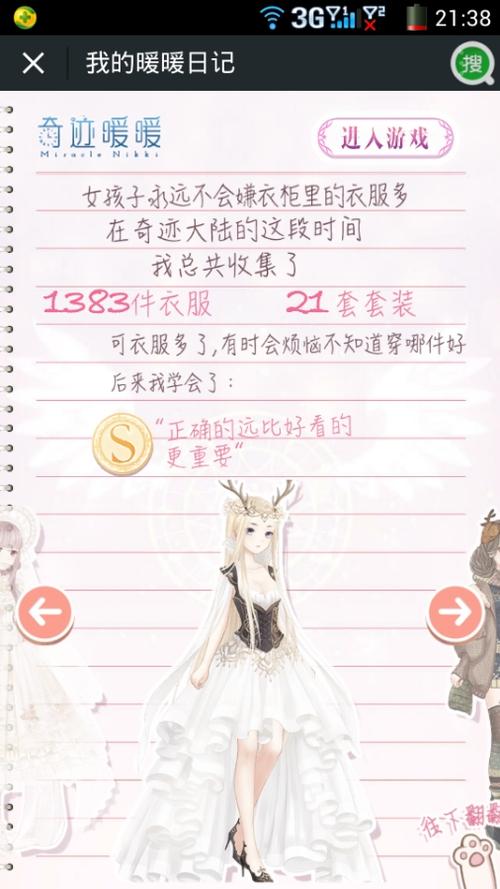 3G 21:38
我的暖暖日记 搜
奇迹暖暖 进入游戏
Miracle Nikki
女孩子永远不会嫌衣柜里的衣服多
在奇迹大陆的这段时间
我总共收集了
1383件衣服 21套套装
可衣服多了,有时会烦恼不知道穿哪件好
后来我学会了:
S “正确的远比好看的
更重要”
往下翻翻